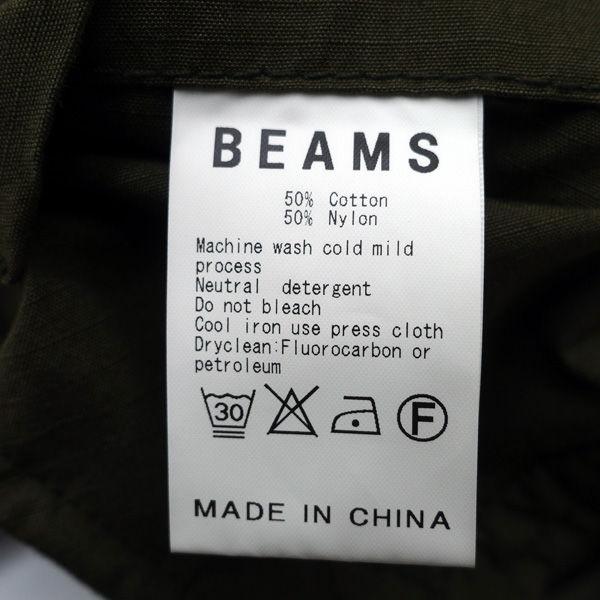 BEAMS
50% Cotton
50% Nylon
Machine wash cold mild
process
Neutral detergent
Do not bleach
Cool iron use press cloth
Dryclean:Fluorocarbon or
petroleum
30 F
MADE IN CHINA